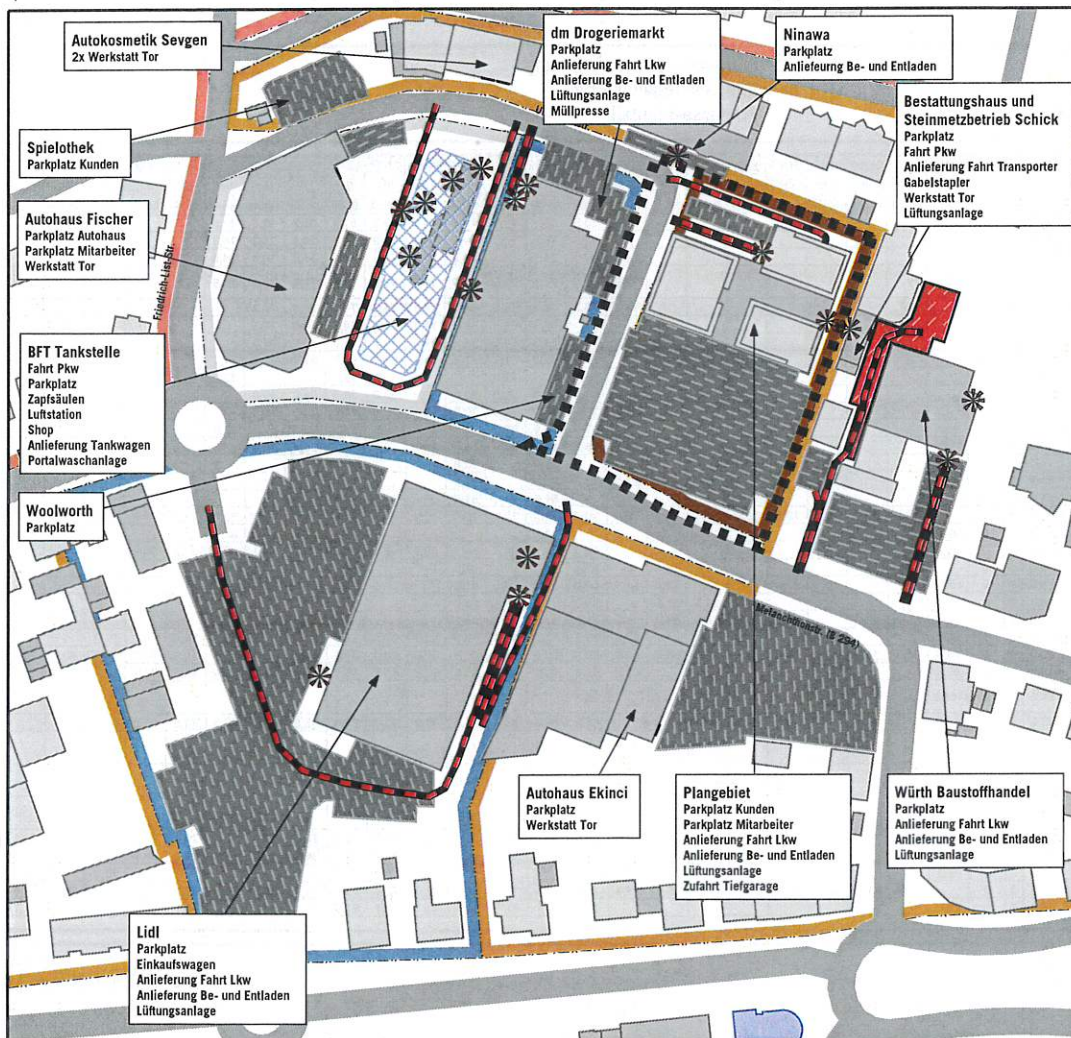 Autokosmetik Sevgen
2x Werkstatt Tor
dm Drogeriemarkt
Parkplatz
Anlieferung Fahrt Lkw
Anlieferung Be- und Entladen
Lüftungsanlage
Müllpresse
Ninawa
Parkplatz
Anliefeurng Be- und Entladen
Bestattungshaus und
Steinmetzbetrieb Schick
Parkplatz
Fahrt Pkw
Anlieferung Fahrt Transporter
Gabelstapler
Werkstatt Tor
Lüftungsanlage
Spielothek
Parkplatz Kunden
Autohaus Fischer
Parkplatz Autohaus
Parkplatz Mitarbeiter
Werkstatt Tor
Friedrich-List-Str.
BFT Tankstelle
Fahrt Pkw
Parkplatz
Zapfsäulen
Luftstation
Shop
Anlieferung Tankwagen
Portalwaschanlage
Woolworth
Parkplatz
Melanchthonstr. (B 294)
Autohaus Ekinci
Parkplatz
Werkstatt Tor
Plangebiet
Parkplatz Kunden
Parkplatz Mitarbeiter
Anlieferung Fahrt Lkw
Anlieferung Be- und Entladen
Lüftungsanlage
Zufahrt Tiefgarage
Würth Baustoffhandel
Parkplatz
Anlieferung Fahrt Lkw
Anlieferung Be- und Entladen
Lüftungsanlage
Lidl
Parkplatz
Einkaufswagen
Anlieferung Fahrt Lkw
Anlieferung Be- und Entladen
Lüftungsanlage